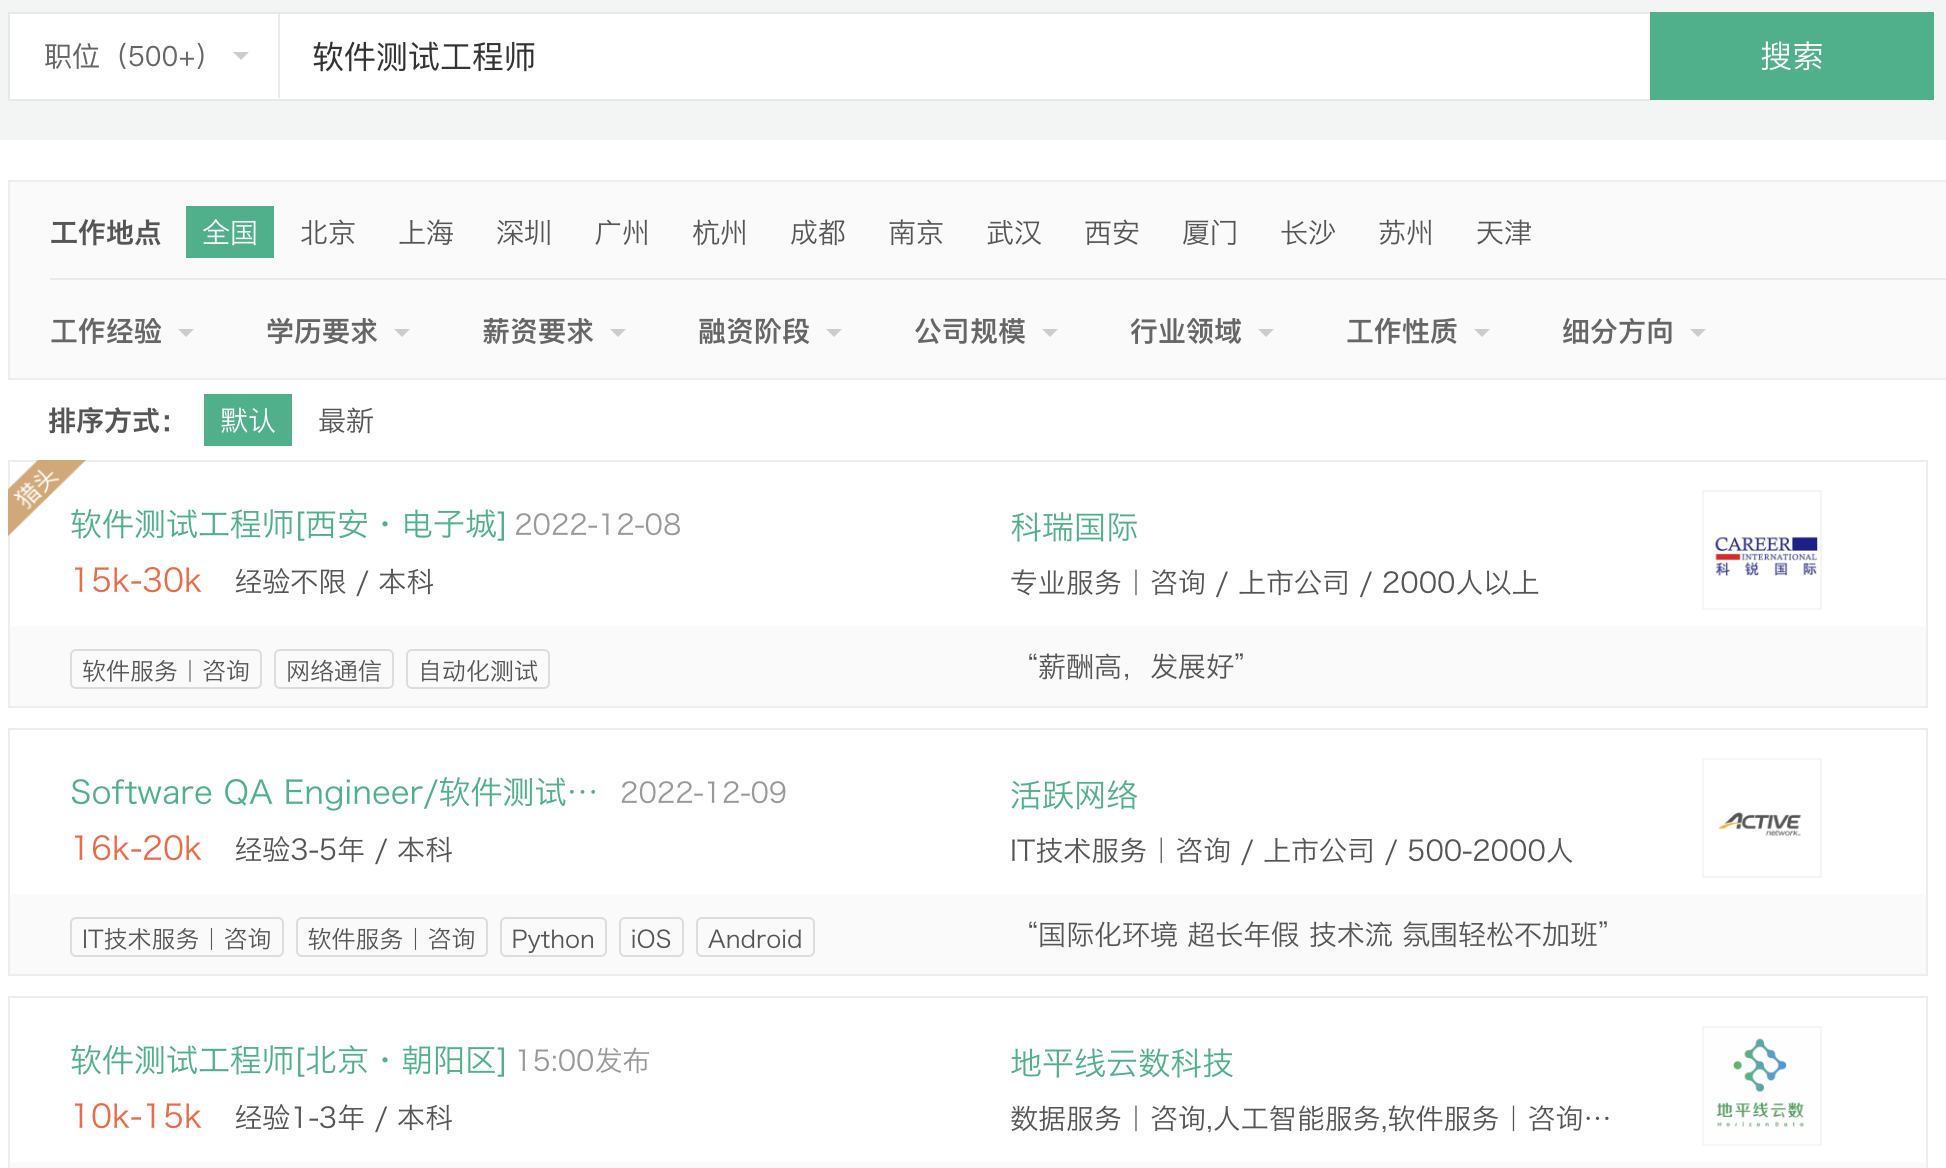 职位（500+） 软件测试工程师 搜索
工作地点 全国 北京 上海 深圳 广州 杭州 成都 南京 武汉 西安 厦门 长沙 苏州 天津
工作经验 学历要求 薪资要求 融资阶段 公司规模 行业领域 工作性质 细分方向
排序方式： 默认 最新
猎头
软件测试工程师[西安·电子城] 2022-12-08
15k-30k 经验不限 / 本科
科瑞国际
专业服务｜咨询 / 上市公司 / 2000人以上
CAREER
INTERNATIONAL
科锐国际
软件服务｜咨询 网络通信 自动化测试
“薪酬高，发展好”
Software QA Engineer/软件测试… 2022-12-09
16k-20k 经验3-5年 / 本科
活跃网络
IT技术服务｜咨询 / 上市公司 / 500-2000人
ACTIVE
network.
IT技术服务｜咨询 软件服务｜咨询 Python iOS Android
“国际化环境 超长年假 技术流 氛围轻松不加班”
软件测试工程师[北京·朝阳区] 15:00发布
10k-15k 经验1-3年 / 本科
地平线云数科技
数据服务｜咨询,人工智能服务,软件服务｜咨询…
地平线云数
Horizon Data